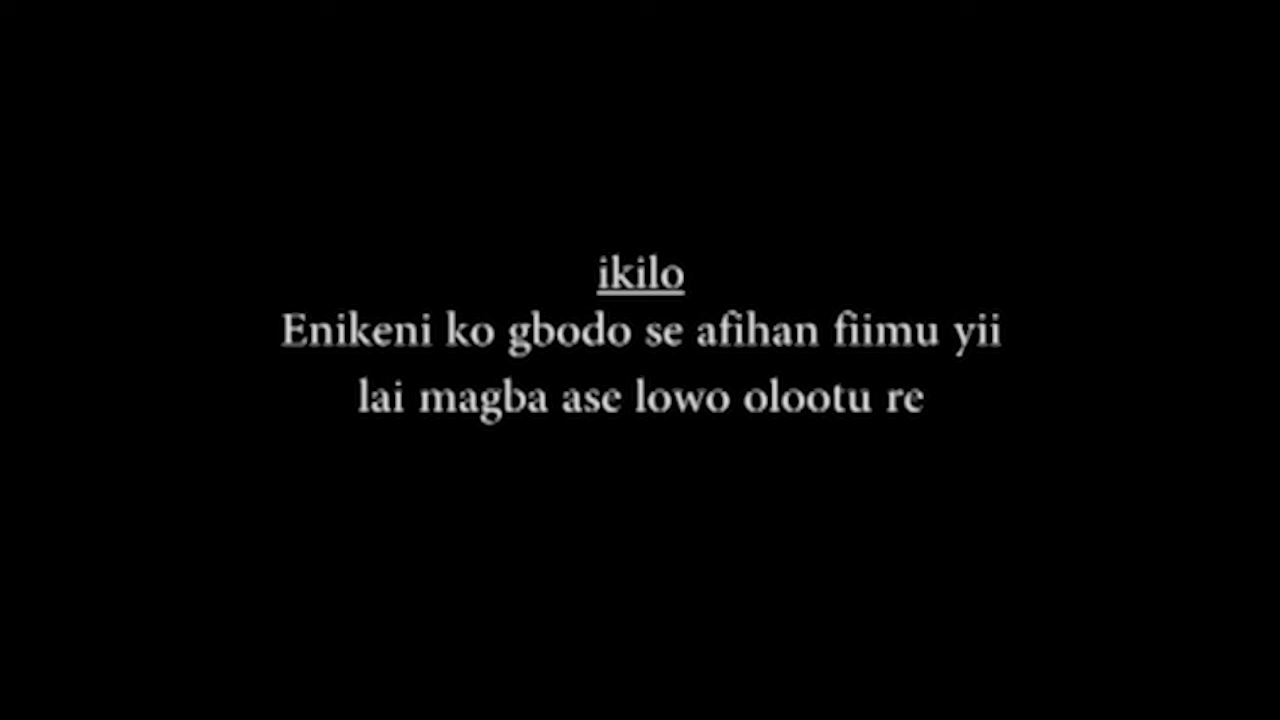 ikilo
Enikeni ko gbodo se afihan fiimu yii
lai magba ase lowo olootu re